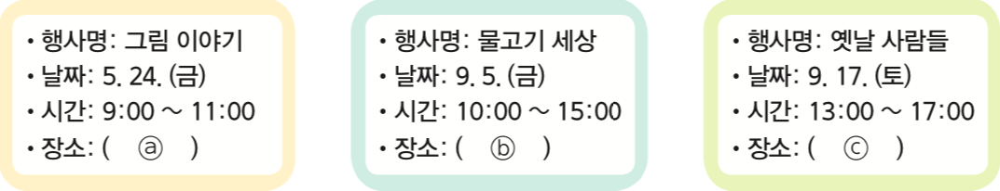 • 행사명: 그림 이야기
• 날짜: 5. 24. (금)
• 시간: 9:00 ~ 11:00
• 장소: ( ⓐ )
• 행사명: 물고기 세상
• 날짜: 9. 5. (금)
• 시간: 10:00 ~ 15:00
• 장소: ( ⓑ )
• 행사명: 옛날 사람들
• 날짜: 9. 17. (토)
• 시간: 13:00 ~ 17:00
• 장소: ( ⓒ )